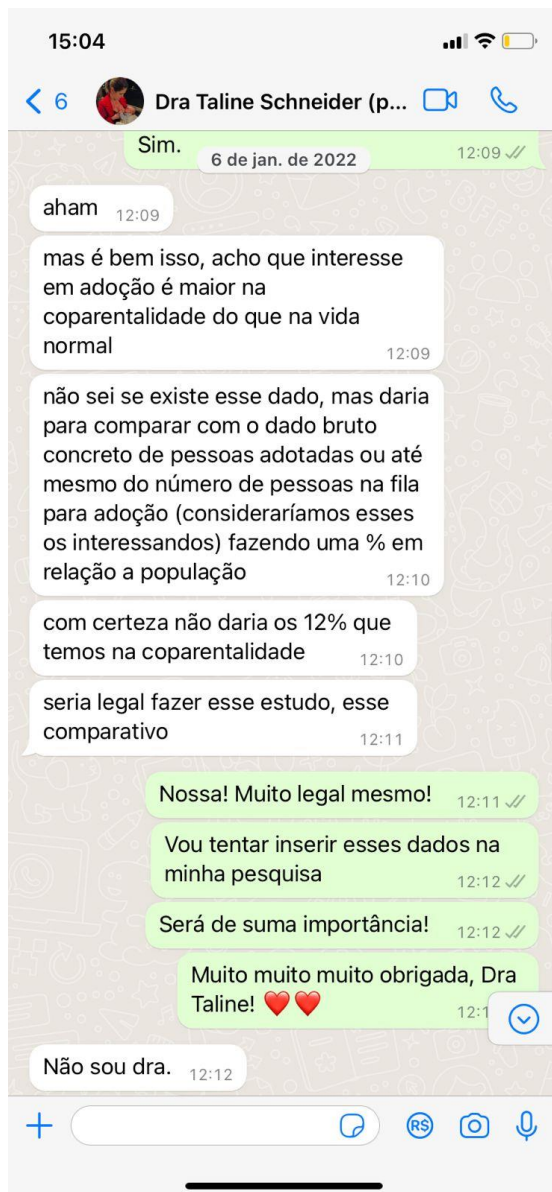 15:04
6
Dra Taline Schneider (p...
Sim.
12:09
6 de jan. de 2022
aham
12:09
mas é bem isso, acho que interesse
em adoção é maior na
coparentalidade do que na vida
normal
12:09
não sei se existe esse dado, mas daria
para comparar com o dado bruto
concreto de pessoas adotadas ou até
mesmo do número de pessoas na fila
para adoção (consideraríamos esses
os interessandos) fazendo uma % em
relação a população
12:10
com certeza não daria os 12% que
temos na coparentalidade
12:10
seria legal fazer esse estudo, esse
comparativo
12:11
Nossa! Muito legal mesmo!
12:11
Vou tentar inserir esses dados na
minha pesquisa
12:12
Será de suma importância!
12:12
Muito muito muito obrigada, Dra
Taline! ❤️❤️
Não sou dra.
12:12
R$